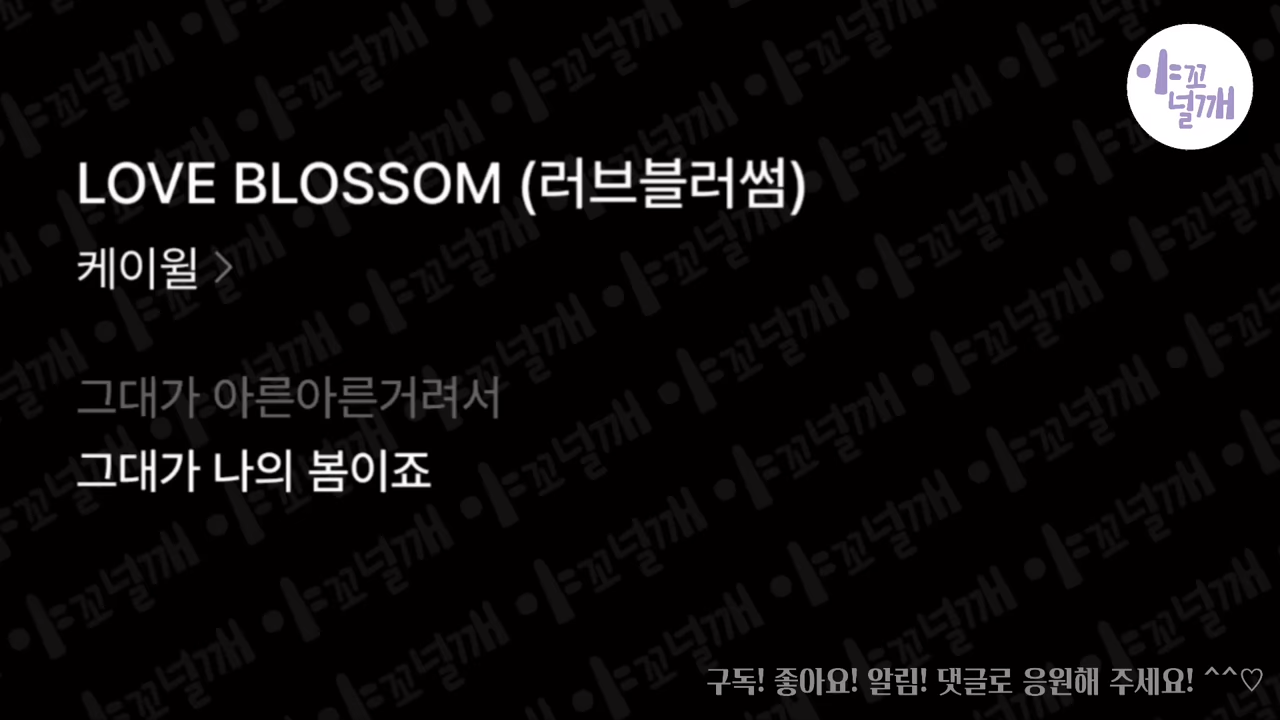 야꼬
널깨
LOVE BLOSSOM (러브블러썸)
케이윌 >
그대가 아른아른거려서
그대가 나의 봄이죠
구독! 좋아요! 알림! 댓글로 응원해 주세요! ^^♡